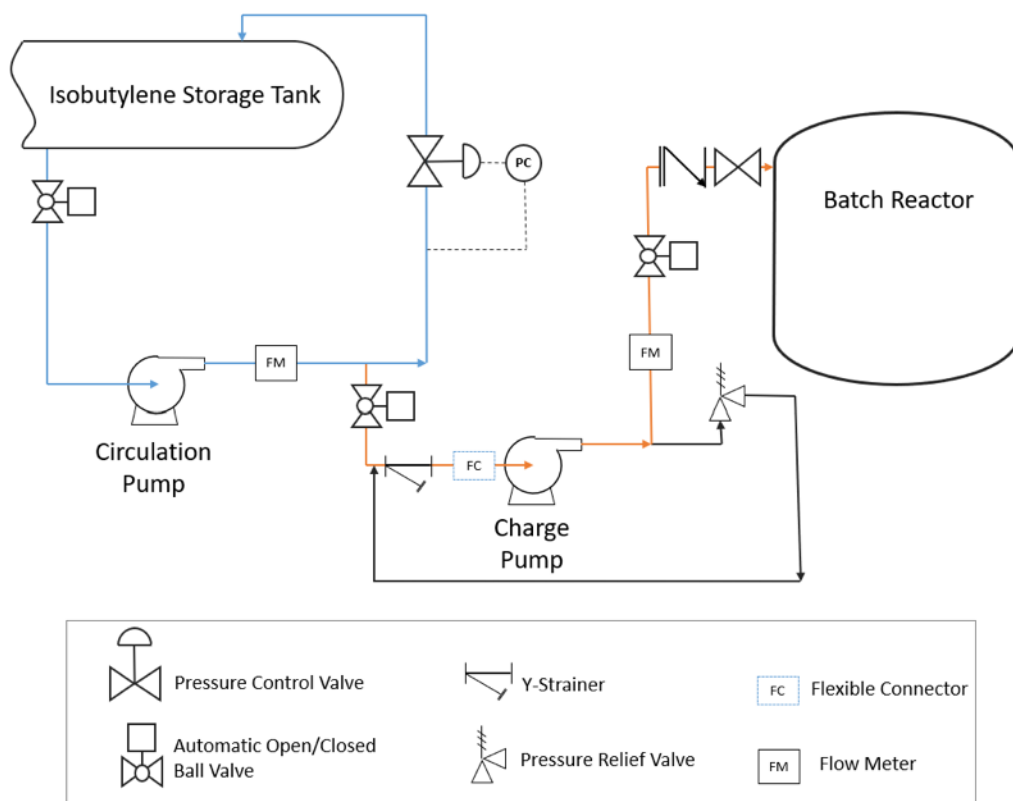 Isobutylene Storage Tank
PC
Batch Reactor
FM
FM
Circulation
Pump
FC
Charge
Pump
Pressure Control Valve
Y-Strainer
FC
Flexible Connector
Automatic Open/Closed
Ball Valve
Pressure Relief Valve
FM
Flow Meter